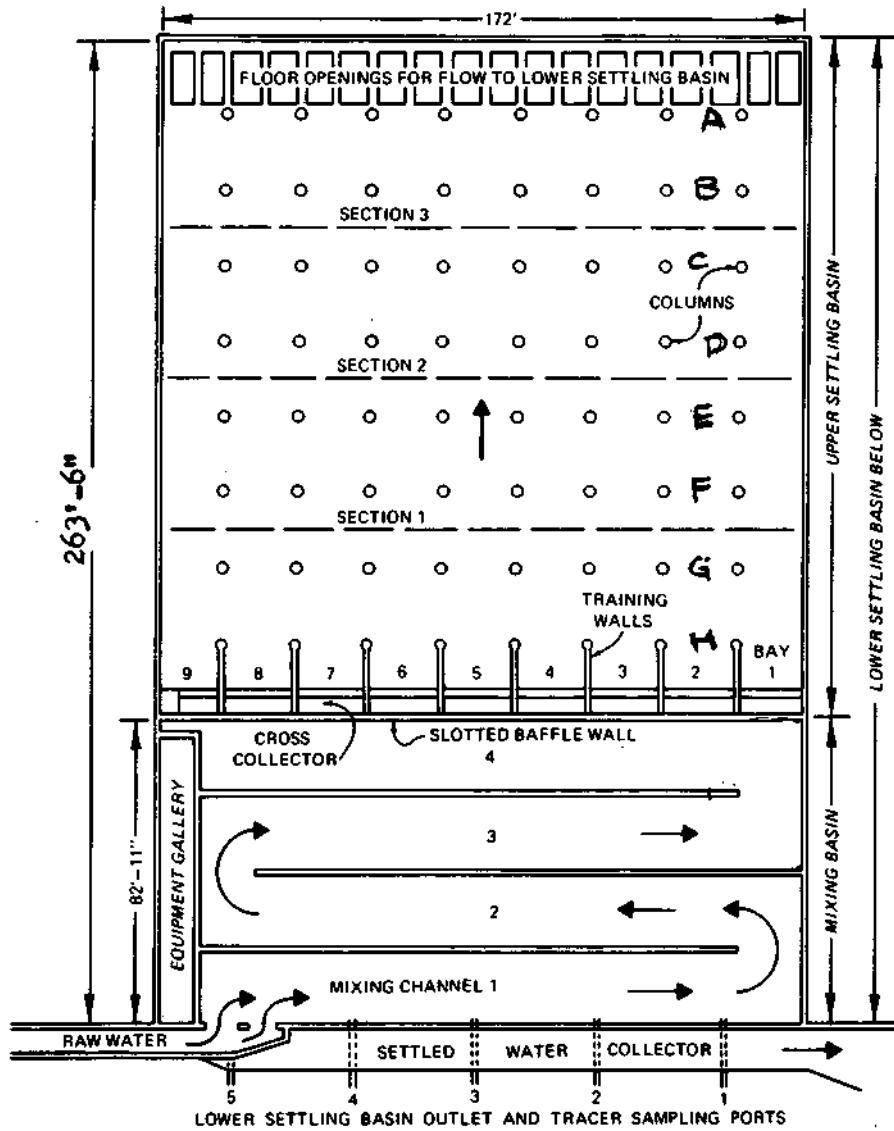 172'
FLOOR OPENINGS FOR FLOW TO LOWER SETTLING BASIN
A
B
SECTION 3
C
COLUMNS
D
SECTION 2
E
F
SECTION 1
G
TRAINING
WALLS
H
9 8 7 6 5 4 3 2 BAY
1
CROSS
COLLECTOR
SLOTTED BAFFLE WALL
4
3
2
MIXING CHANNEL 1
EQUIPMENT GALLERY
82'-11"
263'-6"
UPPER SETTLING BASIN
MIXING BASIN
LOWER SETTLING BASIN BELOW
RAW WATER
SETTLED WATER COLLECTOR
5 4 3 2 1
LOWER SETTLING BASIN OUTLET AND TRACER SAMPLING PORTS